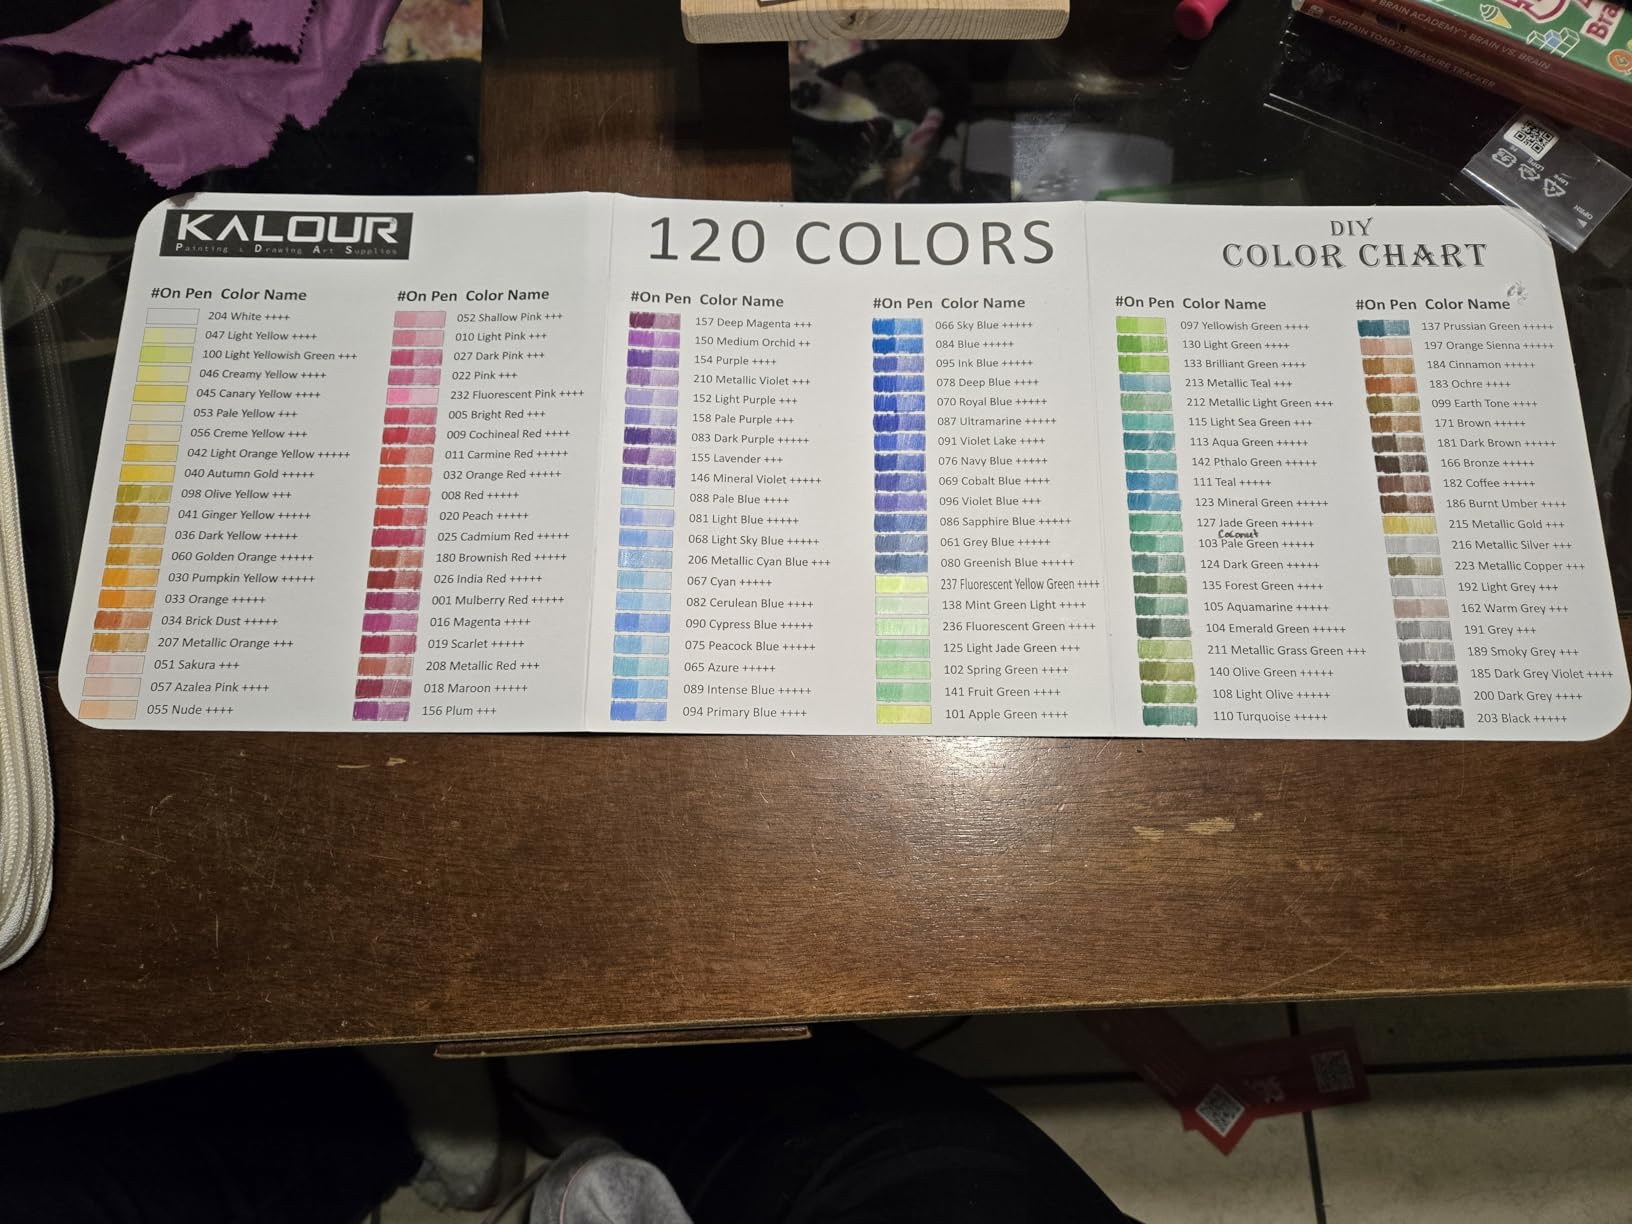 BRAIN ACADEMY: BRAIN VS. BRAIN
CAPTAIN TOAD: TREASURE TRACKER
Bra
LDPE
OPEN
KALOUR
Painting & Drawing Art Supplies
120 COLORS
DIY
COLOR CHART
#On Pen Color Name
204 White ++++
047 Light Yellow ++++
100 Light Yellowish Green +++
046 Creamy Yellow ++++
045 Canary Yellow ++++
053 Pale Yellow +++
056 Creme Yellow +++
042 Light Orange Yellow +++++
040 Autumn Gold +++++
098 Olive Yellow +++
041 Ginger Yellow +++++
036 Dark Yellow +++++
060 Golden Orange +++++
030 Pumpkin Yellow +++++
033 Orange +++++
034 Brick Dust +++++
207 Metallic Orange +++
051 Sakura +++
057 Azalea Pink ++++
055 Nude ++++
#On Pen Color Name
052 Shallow Pink +++
010 Light Pink +++
027 Dark Pink +++
022 Pink +++
232 Fluorescent Pink ++++
005 Bright Red +++
009 Cochineal Red ++++
011 Carmine Red +++++
032 Orange Red +++++
008 Red +++++
020 Peach +++++
025 Cadmium Red +++++
180 Brownish Red ++++
026 India Red +++++
001 Mulberry Red +++++
016 Magenta ++++
019 Scarlet +++++
208 Metallic Red +++
018 Maroon +++++
156 Plum +++
#On Pen Color Name
157 Deep Magenta +++
150 Medium Orchid ++
154 Purple ++++
210 Metallic Violet +++
152 Light Purple +++
158 Pale Purple +++
083 Dark Purple +++++
155 Lavender +++
146 Mineral Violet +++++
088 Pale Blue ++++
081 Light Blue +++++
068 Light Sky Blue +++++
206 Metallic Cyan Blue +++
067 Cyan +++++
082 Cerulean Blue ++++
090 Cypress Blue +++++
075 Peacock Blue +++++
065 Azure +++++
089 Intense Blue +++++
094 Primary Blue ++++
#On Pen Color Name
066 Sky Blue +++++
084 Blue +++++
095 Ink Blue ++++
078 Deep Blue ++++
070 Royal Blue ++++
087 Ultramarine +++++
091 Violet Lake ++++
076 Navy Blue ++++
069 Cobalt Blue ++++
096 Violet Blue +++
086 Sapphire Blue +++++
061 Grey Blue ++++
080 Greenish Blue ++++
237 Fluorescent Yellow Green ++++
138 Mint Green Light ++++
236 Fluorescent Green ++++
125 Light Jade Green +++
102 Spring Green ++++
141 Fruit Green ++++
101 Apple Green ++++
#On Pen Color Name
097 Yellowish Green ++++
130 Light Green ++++
133 Brilliant Green ++++
213 Metallic Teal +++
212 Metallic Light Green +++
115 Light Sea Green ++++
113 Aqua Green ++++
142 Pthalo Green +++++
111 Teal +++++
123 Mineral Green +++++
127 Jade Green +++++
Coconut
103 Pale Green +++++
124 Dark Green ++++
135 Forest Green ++++
105 Aquamarine ++++
104 Emerald Green +++++
211 Metallic Grass Green +++
140 Olive Green +++++
108 Light Olive +++++
110 Turquoise ++++
#On Pen Color Name
137 Prussian Green +++++
197 Orange Sienna +++++
184 Cinnamon +++++
183 Ochre ++++
099 Earth Tone ++++
171 Brown ++++
181 Dark Brown ++++
166 Bronze +++++
182 Coffee +++++
186 Burnt Umber ++++
215 Metallic Gold +++
216 Metallic Silver +++
223 Metallic Copper +++
192 Light Grey +++
162 Warm Grey +++
191 Grey +++
189 Smoky Grey +++
185 Dark Grey Violet ++++
200 Dark Grey ++++
203 Black +++++